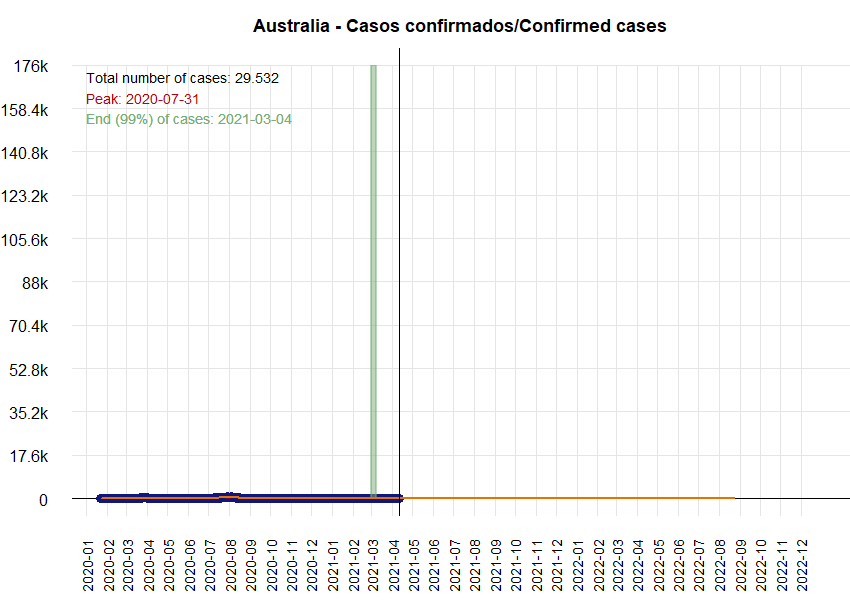 Australia - Casos confirmados/Confirmed cases
176k
Total number of cases: 29.532
Peak: 2020-07-31
158.4k
End (99%) of cases: 2021-03-04
140.8k
123.2k
105.6k
88k
70.4k
52.8k
35.2k
17.6k
0
2020-01
2020-02
2020-03
2020-04
2020-05
2020-06
2020-07
2020-08
2020-09
2020-10
2020-11
2020-12
2021-01
2021-02
2021-03
2021-04
2021-05
2021-06
2021-07
2021-08
2021-09
2021-10
2021-11
2021-12
2022-01
2022-02
2022-03
2022-04
2022-05
2022-06
2022-07
2022-08
2022-09
2022-10
2022-11
2022-12